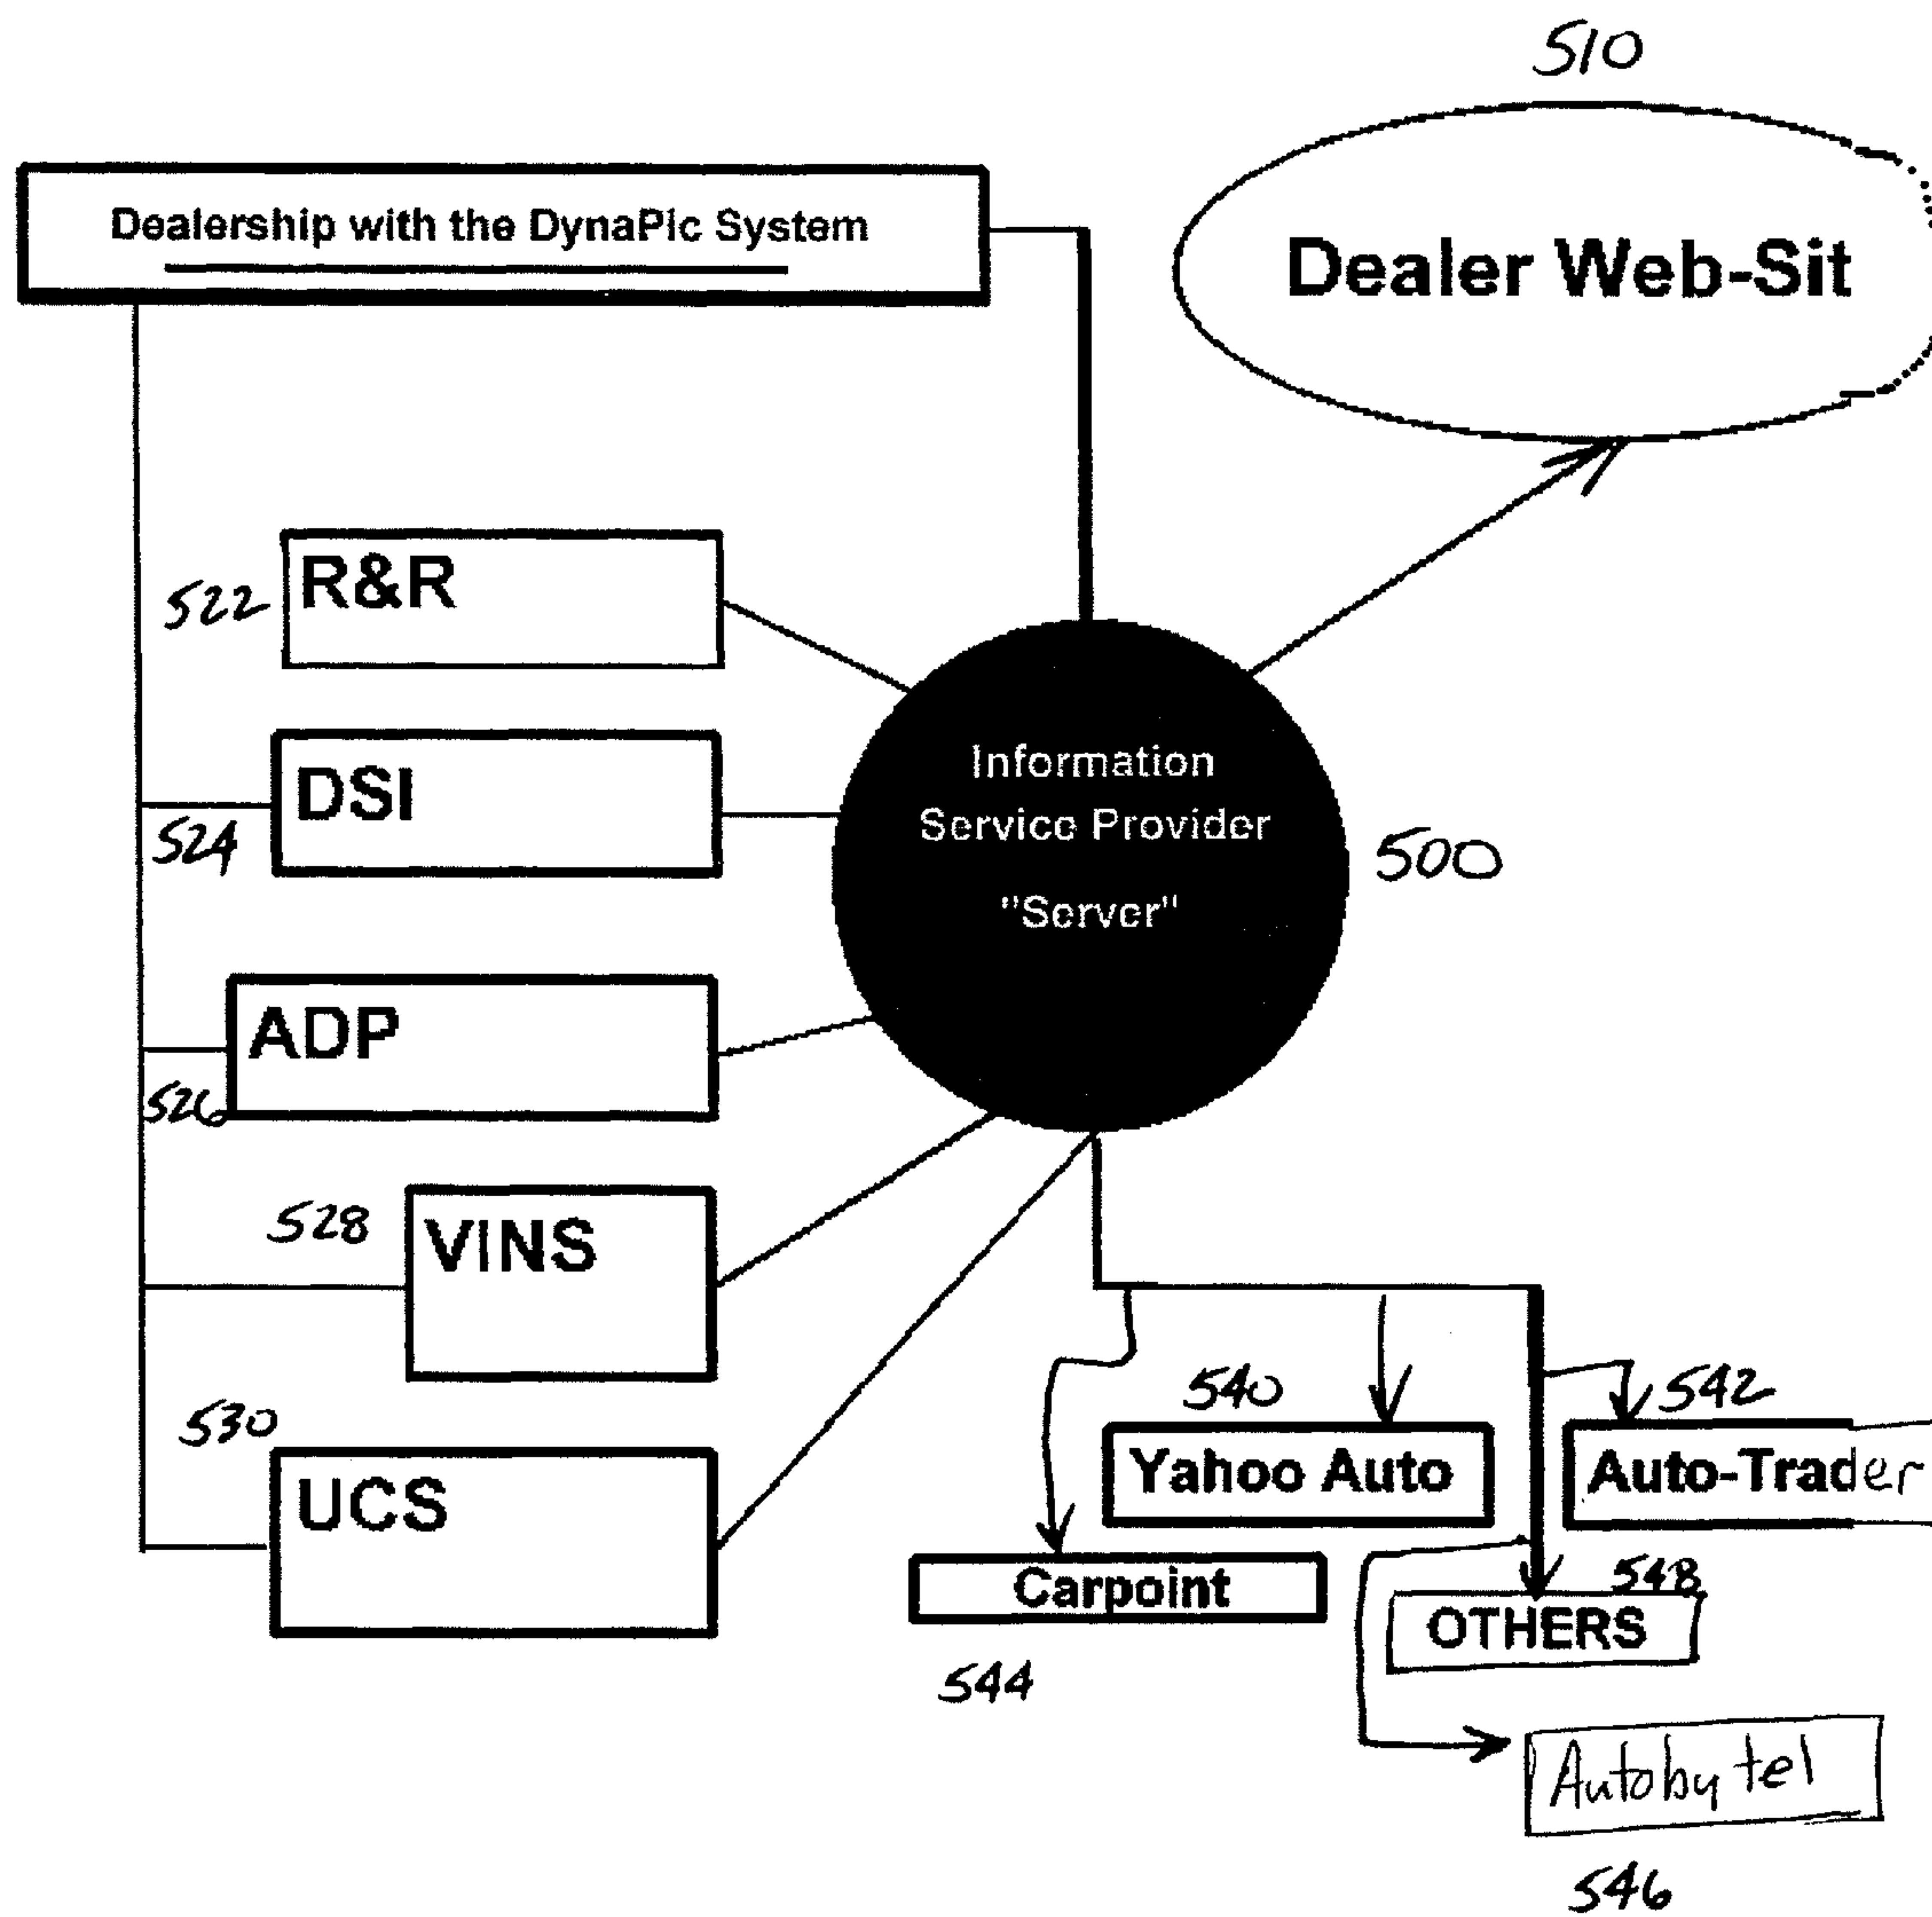 510
Dealership with the DynaPic System
Dealer Web-Sit
522
R&R
Information
Service Provider
"Server"
500
DSI
524
ADP
526
528
VINS
530
UCS
540
542
Yahoo Auto
Auto-Trader
Carpoint
548
OTHERS
544
Autobytel
546